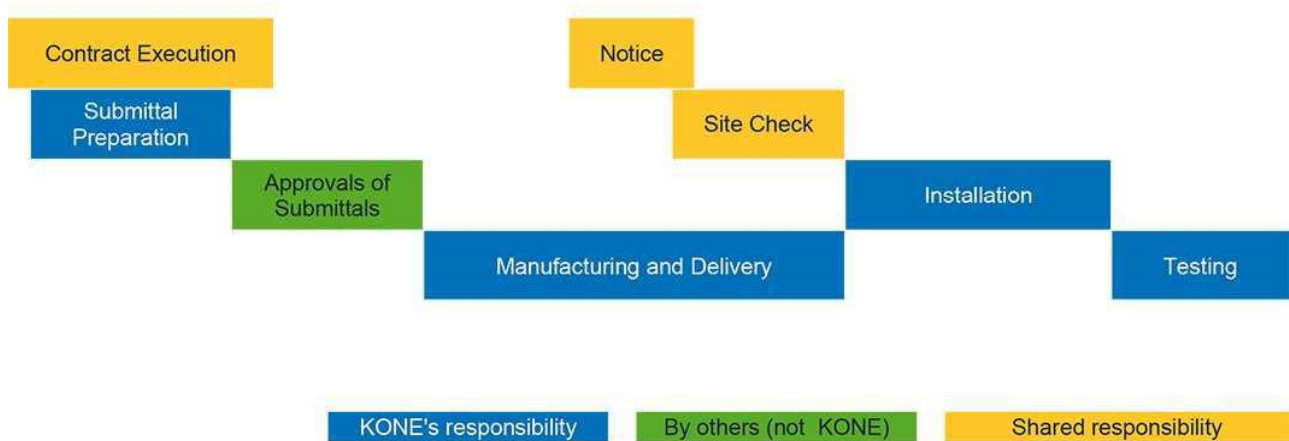 Contract Execution
Notice
Submittal
Preparation
Site Check
Approvals of
Submittals
Installation
Manufacturing and Delivery
Testing
KONE's responsibility
By others (not KONE)
Shared responsibility